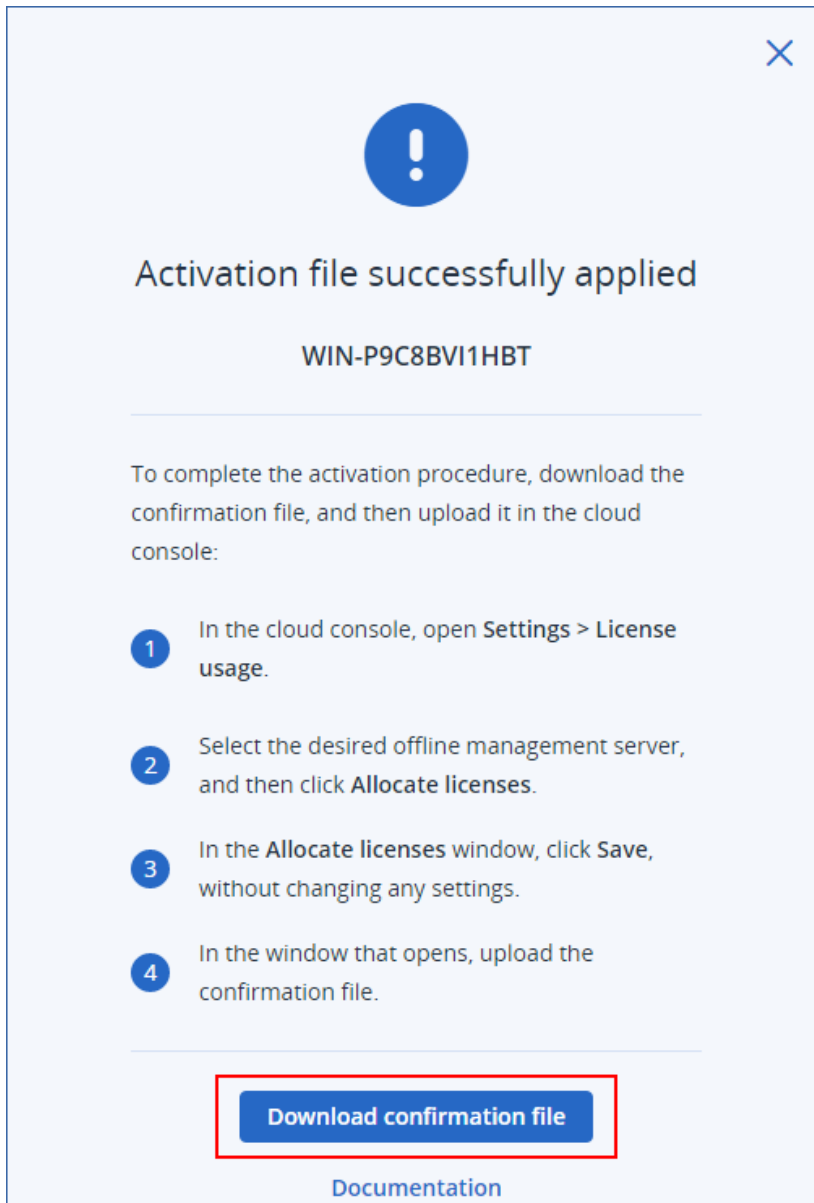 Activation file successfully applied
WIN-P9C8BVI1HBT
To complete the activation procedure, download the
confirmation file, and then upload it in the cloud
console:
1
In the cloud console, open Settings > License
usage.
2
Select the desired offline management server,
and then click Allocate licenses.
3
In the Allocate licenses window, click Save,
without changing any settings.
4
In the window that opens, upload the
confirmation file.
Download confirmation file
Documentation